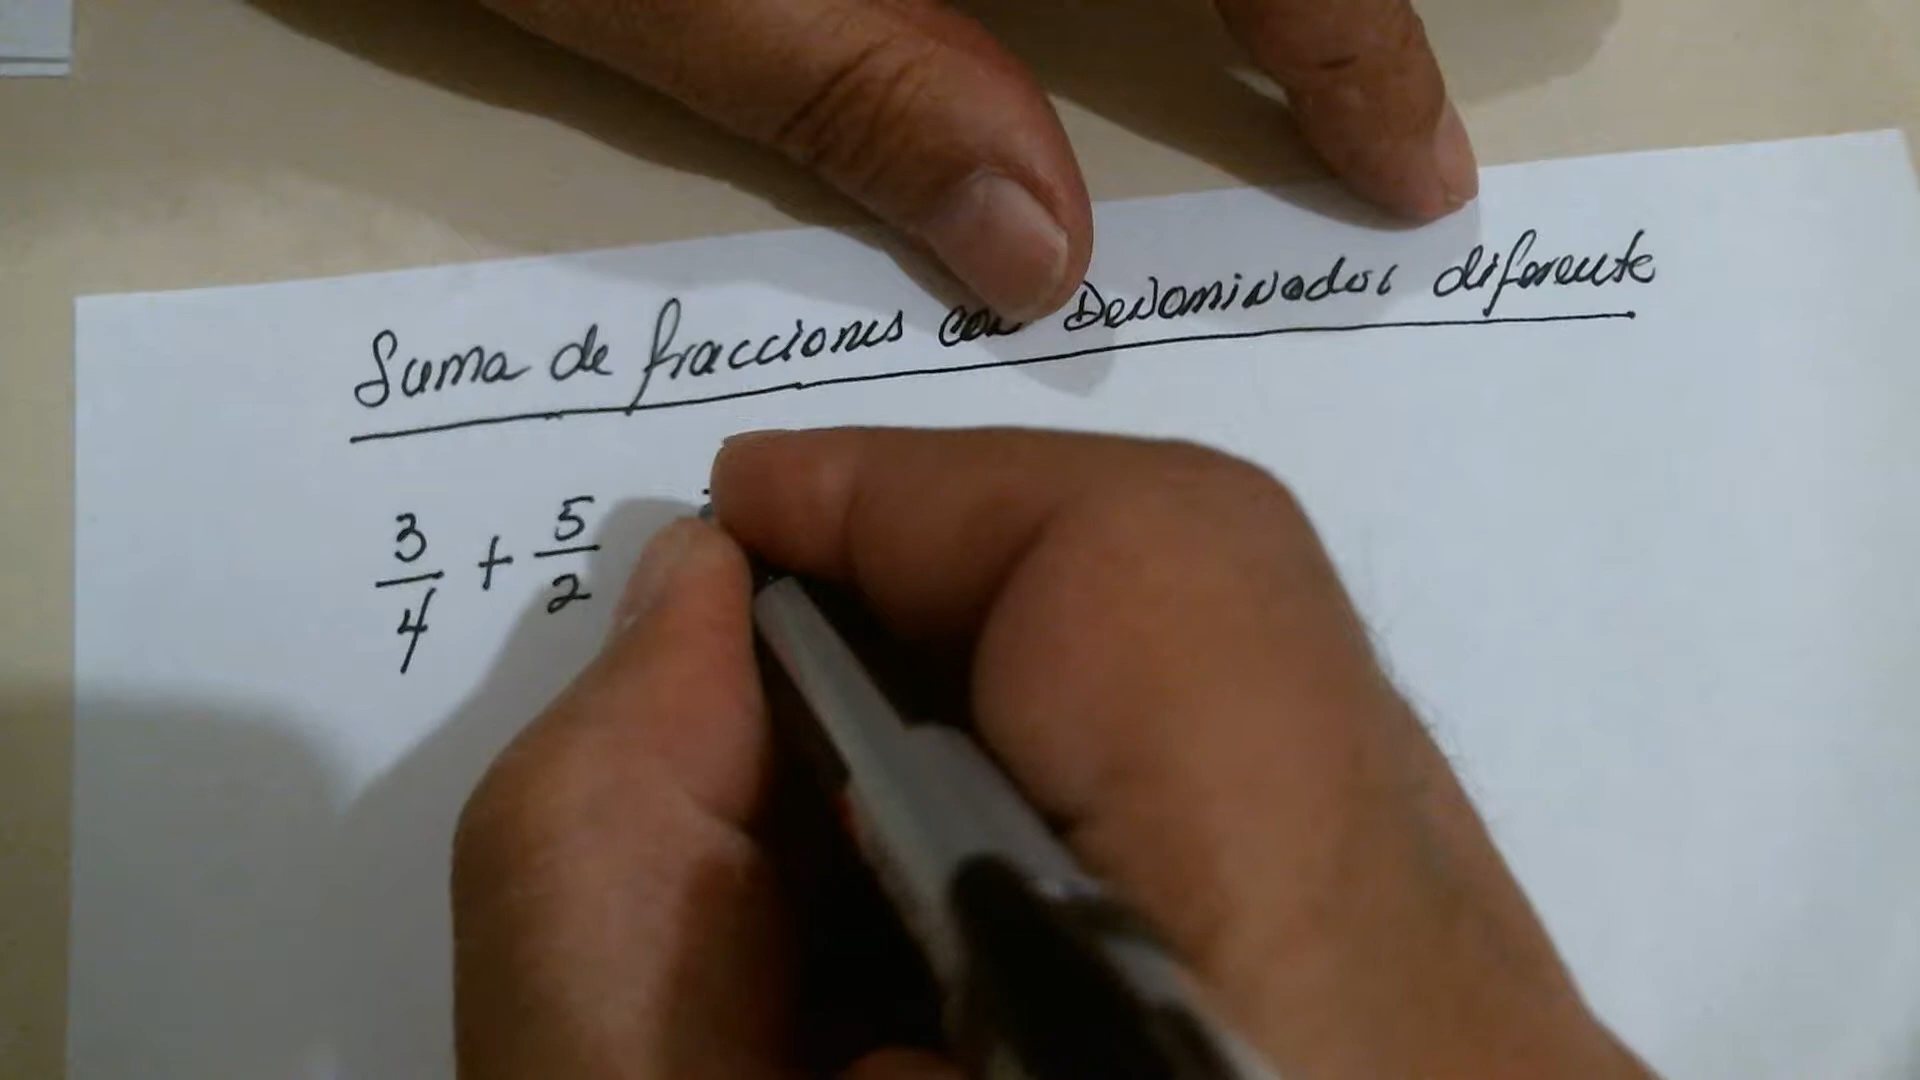 Suma de fracciones con Denominador diferente
3/4 + 5/2